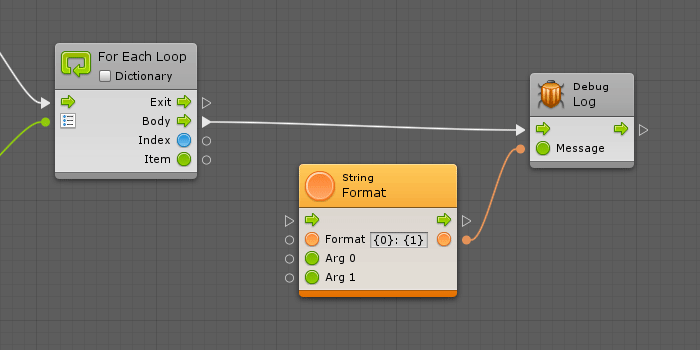 For Each Loop
Dictionary
Exit
Body
Index
Item
Debug
Log
Message
String
Format
Format {0}: {1}
Arg 0
Arg 1